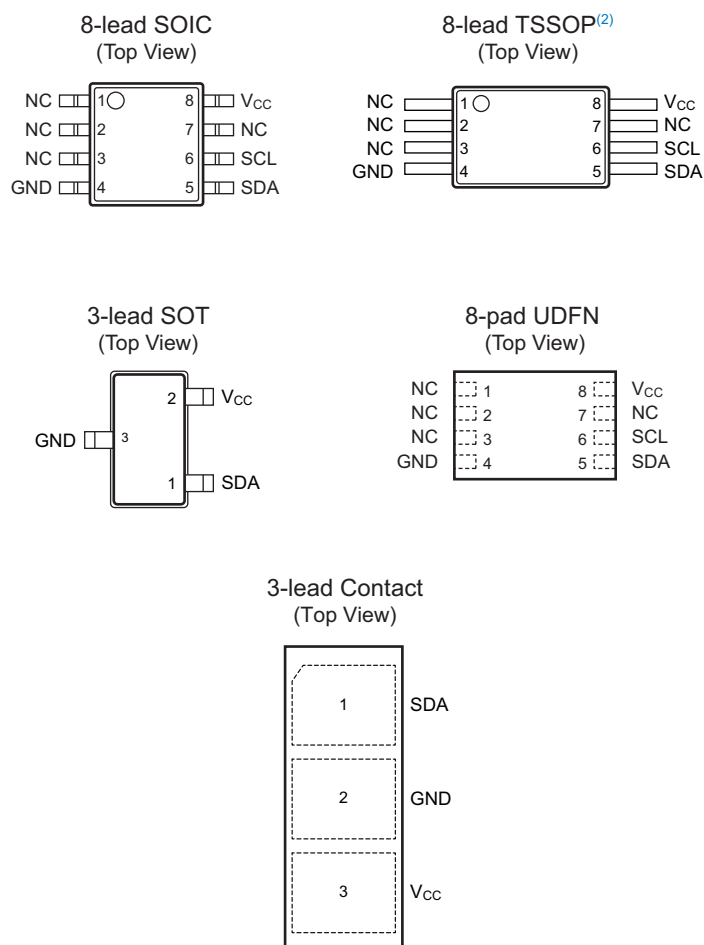 8-lead SOIC
(Top View)
NC 1 8 VCC
NC 2 7 NC
NC 3 6 SCL
GND 4 5 SDA
8-lead TSSOP(2)
(Top View)
NC 1 8 VCC
NC 2 7 NC
NC 3 6 SCL
GND 4 5 SDA
3-lead SOT
(Top View)
2 VCC
GND 3
1 SDA
8-pad UDFN
(Top View)
NC 1 8 VCC
NC 2 7 NC
NC 3 6 SCL
GND 4 5 SDA
3-lead Contact
(Top View)
1 SDA
2 GND
3 VCC